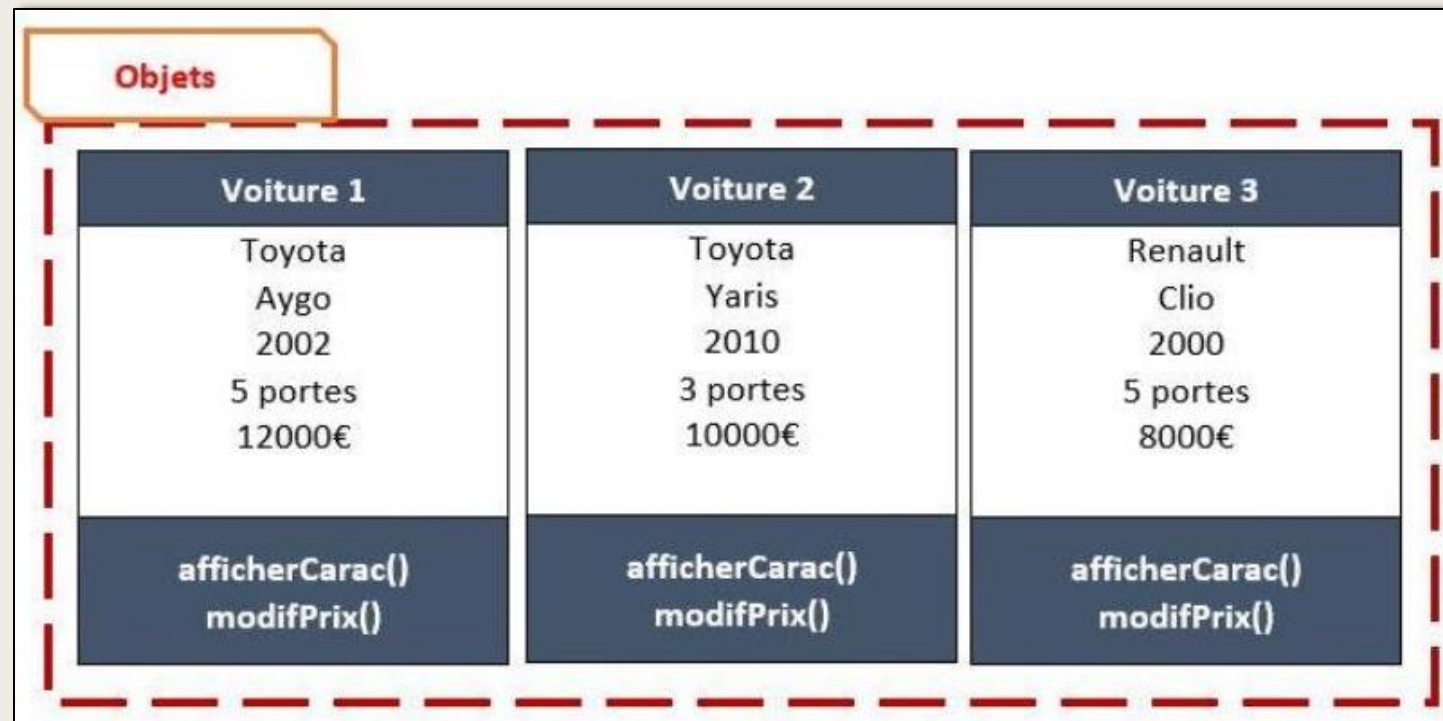 Objets
Voiture 1
Toyota
Aygo
2002
5 portes
12000€
afficherCarac()
modifPrix()
Voiture 2
Toyota
Yaris
2010
3 portes
10000€
afficherCarac()
modifPrix()
Voiture 3
Renault
Clio
2000
5 portes
8000€
afficherCarac()
modifPrix()